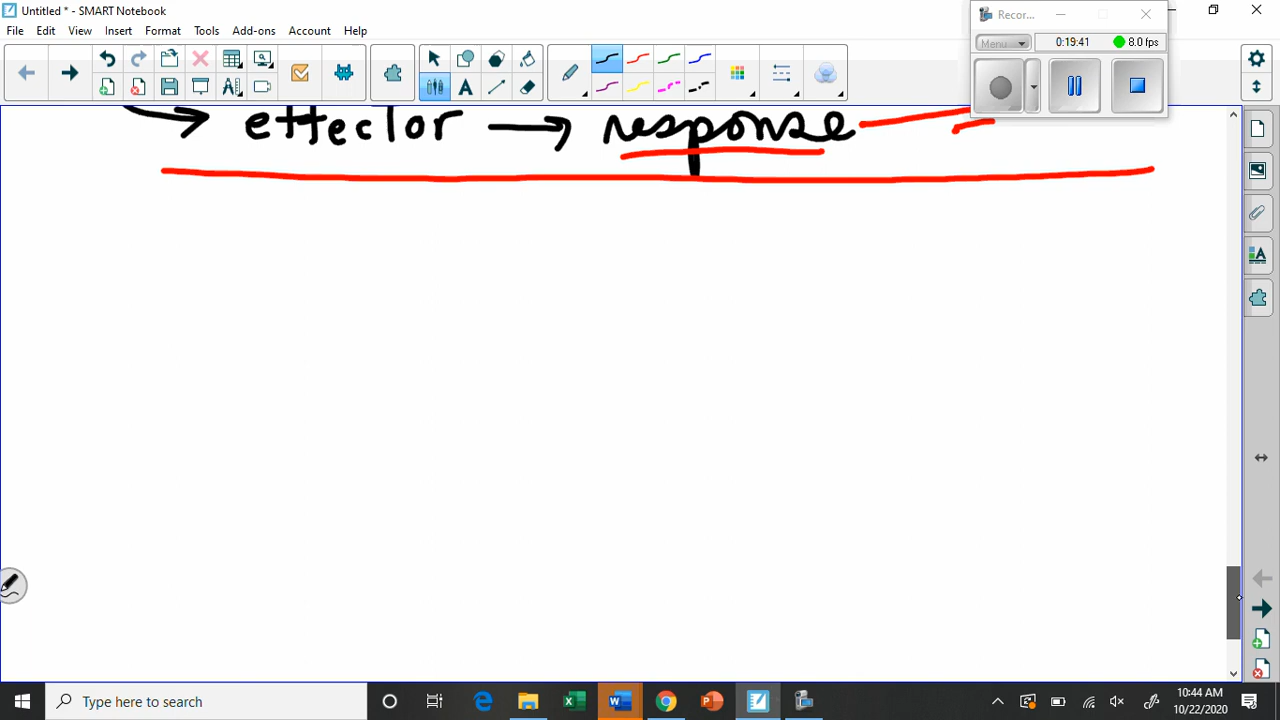 Untitled * - SMART Notebook
Recor...
File Edit View Insert Format Tools Add-ons Account Help
Menu 0:19:41 8.0 fps
→ effector → response
Type here to search
10:44 AM
10/22/2020